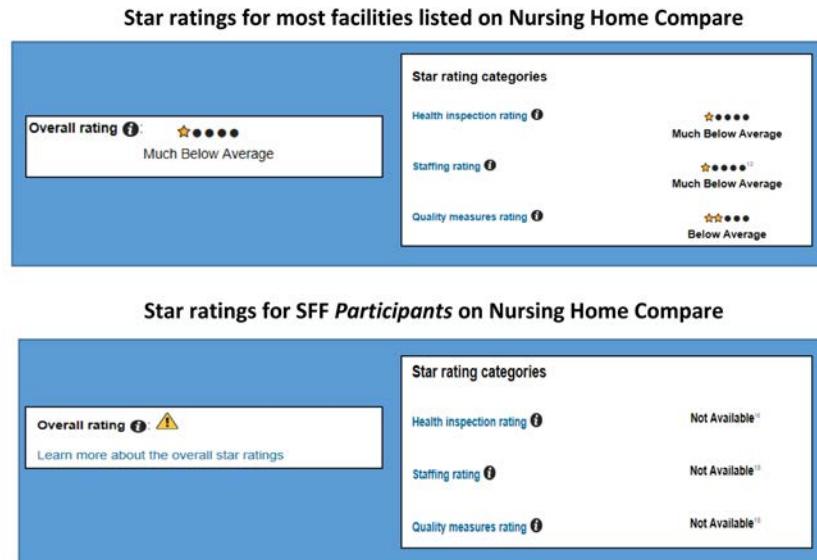 Star ratings for most facilities listed on Nursing Home Compare
Overall rating i:
Much Below Average
Star rating categories
Health inspection rating i
Much Below Average
Staffing rating i
12
Much Below Average
Quality measures rating i
Below Average
Star ratings for SFF Participants on Nursing Home Compare
Overall rating i:
Learn more about the overall star ratings
Star rating categories
Health inspection rating i
Not Available
Staffing rating i
Not Available
Quality measures rating i
Not Available